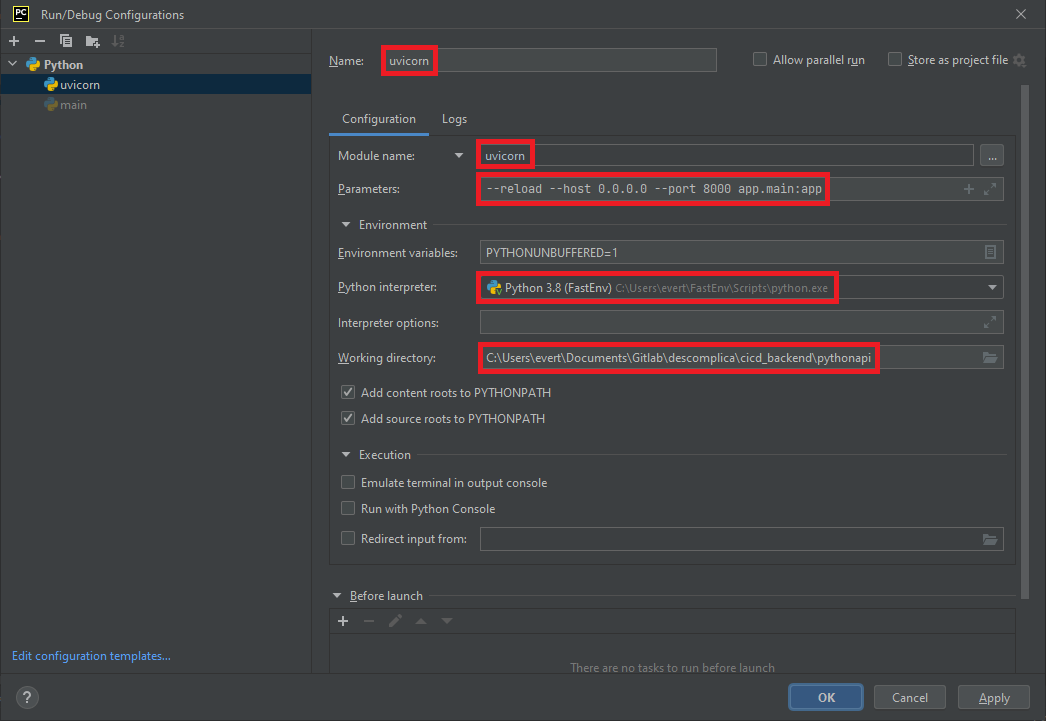 PC Run/Debug Configurations
Python
uvicorn
main
Edit configuration templates...
Name: uvicorn
Allow parallel run
Store as project file
Configuration Logs
Module name: uvicorn ...
Parameters: --reload --host 0.0.0.0 --port 8000 app.main:app
Environment
Environment variables: PYTHONUNBUFFERED=1
Python interpreter: Python 3.8 (FastEnv) C:\Users\evert\FastEnv\Scripts\python.exe
Interpreter options:
Working directory: C:\Users\evert\Documents\Gitlab\descomplica\cicd_backend\pythonapi
Add content roots to PYTHONPATH
Add source roots to PYTHONPATH
Execution
Emulate terminal in output console
Run with Python Console
Redirect input from:
Before launch
There are no tasks to run before launch
? OK Cancel Apply